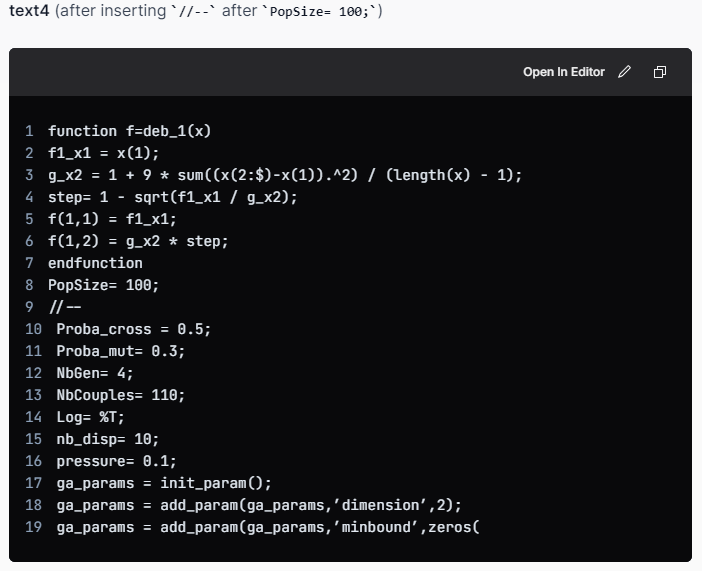 text4 (after inserting `//--` after `PopSize= 100;`)
Open In Editor
1 function f=deb_1(x)
2 f1_x1 = x(1);
3 g_x2 = 1 + 9 * sum((x(2:$)-x(1)).^2) / (length(x) - 1);
4 step= 1 - sqrt(f1_x1 / g_x2);
5 f(1,1) = f1_x1;
6 f(1,2) = g_x2 * step;
7 endfunction
8 PopSize= 100;
9 //--
10 Proba_cross = 0.5;
11 Proba_mut= 0.3;
12 NbGen= 4;
13 NbCouples= 110;
14 Log= %T;
15 nb_disp= 10;
16 pressure= 0.1;
17 ga_params = init_param();
18 ga_params = add_param(ga_params,’dimension’,2);
19 ga_params = add_param(ga_params,’minbound’,zeros(